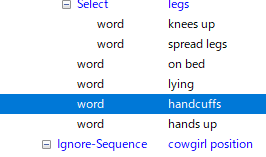 Select legs
word knees up
word spread legs
word on bed
word lying
word handcuffs
word hands up
Ignore-Sequence cowgirl position